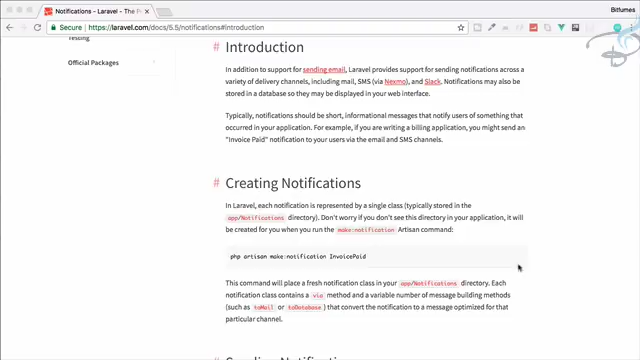 Notifications - Laravel - The P
Bitfumes
Secure https://laravel.com/docs/5.5/notifications#introduction
Testing
Official Packages
# Introduction
In addition to support for sending email, Laravel provides support for sending notifications across a
variety of delivery channels, including mail, SMS (via Nexmo), and Slack. Notifications may also be
stored in a database so they may be displayed in your web interface.
Typically, notifications should be short, informational messages that notify users of something that
occurred in your application. For example, if you are writing a billing application, you might send an
"Invoice Paid" notification to your users via the email and SMS channels.
# Creating Notifications
In Laravel, each notification is represented by a single class (typically stored in the
app/Notifications directory). Don't worry if you don't see this directory in your application, it will
be created for you when you run the make:notification Artisan command:
php artisan make:notification InvoicePaid
This command will place a fresh notification class in your app/Notifications directory. Each
notification class contains a via method and a variable number of message building methods
(such as toMail or toDatabase) that convert the notification to a message optimized for that
particular channel.